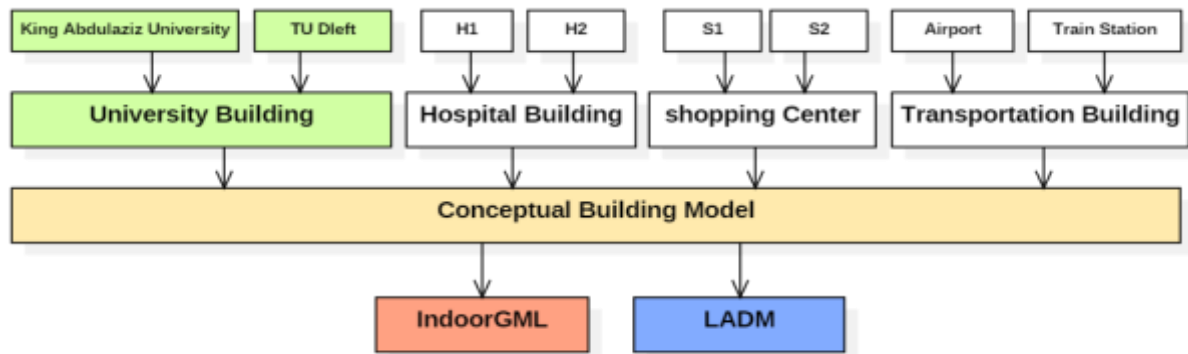 King Abdulaziz University
TU Dleft
H1
H2
S1
S2
Airport
Train Station
University Building
Hospital Building
shopping Center
Transportation Building
Conceptual Building Model
IndoorGML
LADM